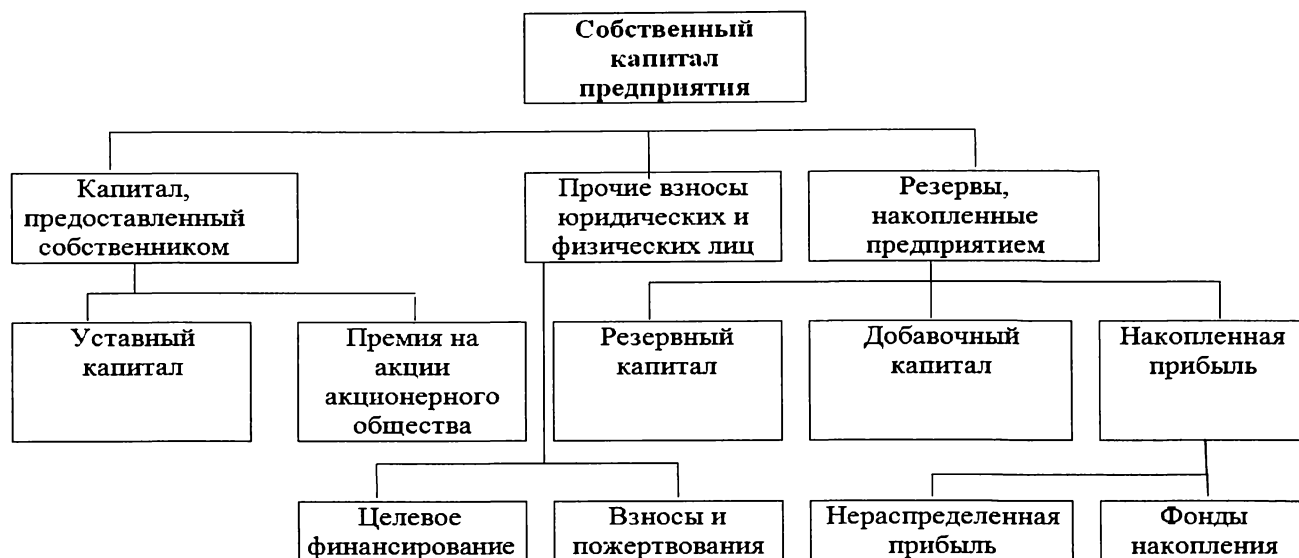 Собственный
капитал
предприятия
Капитал,
предоставленный
собственником
Прочие взносы
юридических и
физических лиц
Резервы,
накопленные
предприятием
Уставный
капитал
Премия на
акции
акционерного
общества
Резервный
капитал
Добавочный
капитал
Накопленная
прибыль
Целевое
финансирование
Взносы и
пожертвования
Нераспределенная
прибыль
Фонды
накопления